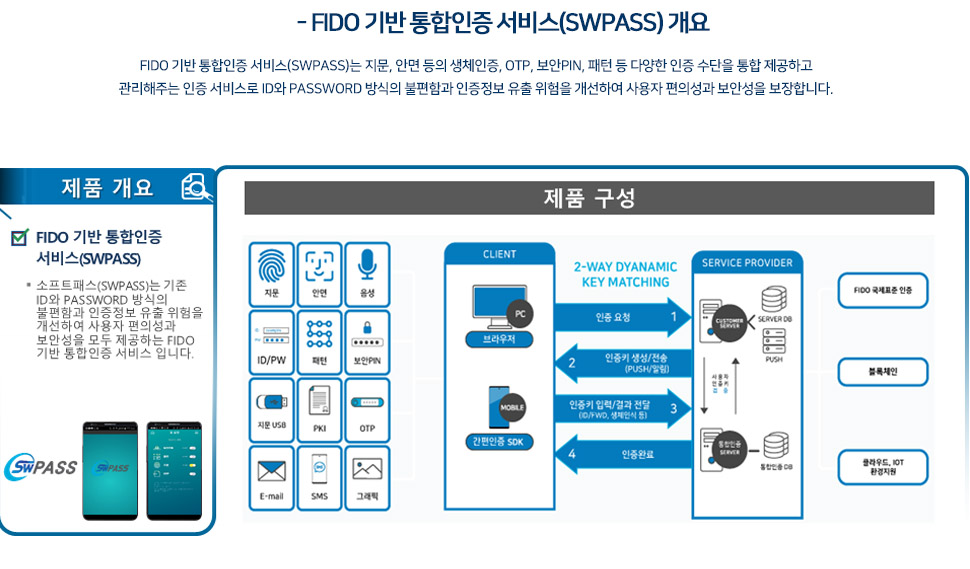 - FIDO 기반 통합인증 서비스(SWPASS) 개요
FIDO 기반 통합인증 서비스(SWPASS)는 지문, 안면 등의 생체인증, OTP, 보안PIN, 패턴 등 다양한 인증 수단을 통합 제공하고
관리해주는 인증 서비스로 ID와 PASSWORD 방식의 불편함과 인증정보 유출 위험을 개선하여 사용자 편의성과 보안성을 보장합니다.
제품 개요
FIDO 기반 통합인증
서비스(SWPASS)
소프트패스(SWPASS)는 기존
ID와 PASSWORD 방식의
불편함과 인증정보 유출 위험을
개선하여 사용자 편의성과
보안성을 모두 제공하는 FIDO
기반 통합인증 서비스 입니다.
SWPASS
SWPASS
제품 구성
지문
안면
음성
ID/PW
패턴
보안PIN
지문 USB
PKI
OTP
E-mail
SMS
그래픽
CLIENT
PC
브라우저
MOBILE
간편인증 SDK
2-WAY DYANAMIC
KEY MATCHING
인증 요청 1
2 인증키 생성/전송
(PUSH/알림)
인증키 입력/결과 전달 3
(ID/FWD, 생체인식 등)
4 인증완료
SERVICE PROVIDER
CUSTOMER
SERVER
SERVER DB
PUSH
사용자
인증키
검증
통합인증
SERVER
통합인증 DB
FIDO 국제표준 인증
블록체인
클라우드, IOT
환경지원